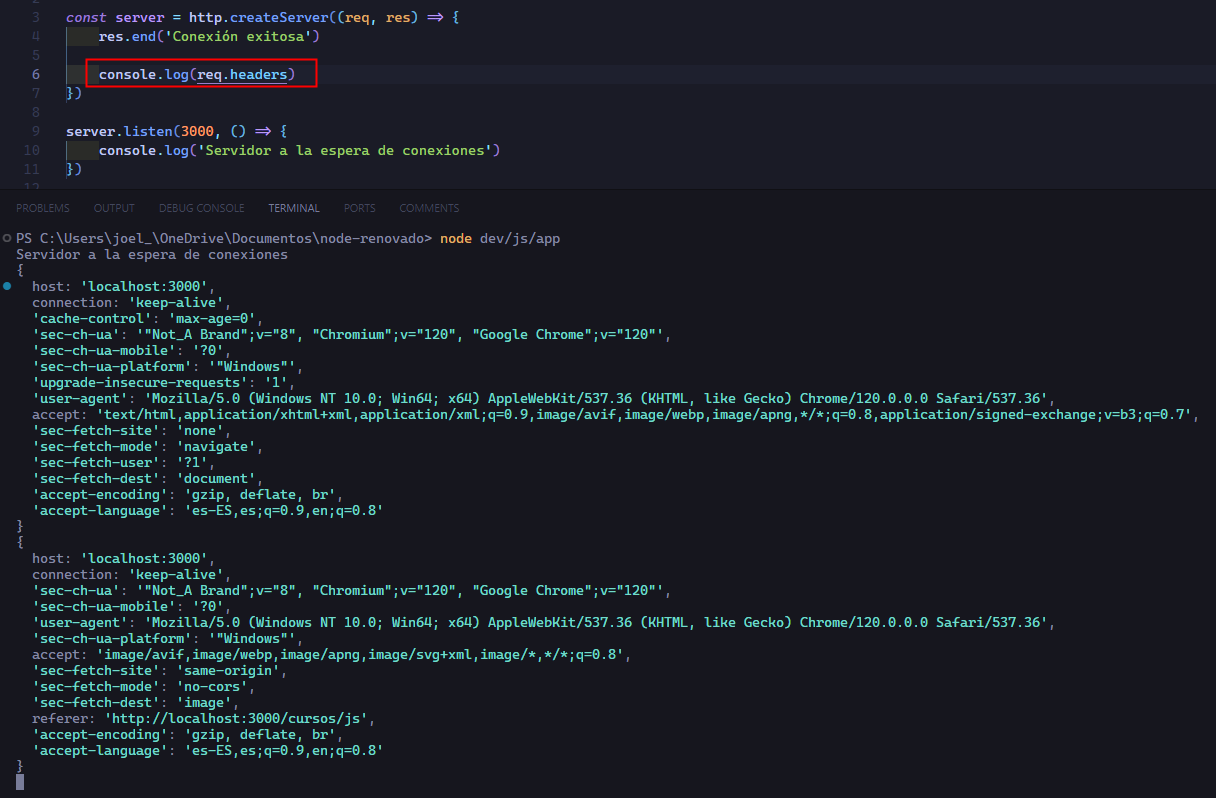 2
3 const server = http.createServer((req, res) => {
4 res.end('Conexión exitosa')
5
6 console.log(req.headers)
7 })
8
9 server.listen(3000, () => {
10 console.log('Servidor a la espera de conexiones')
11 })
12
PROBLEMS OUTPUT DEBUG CONSOLE TERMINAL PORTS COMMENTS
PS C:\Users\joel_\OneDrive\Documentos\node-renovado> node dev/js/app
Servidor a la espera de conexiones
{
host: 'localhost:3000',
connection: 'keep-alive',
'cache-control': 'max-age=0',
'sec-ch-ua': '"Not_A Brand";v="8", "Chromium";v="120", "Google Chrome";v="120"',
'sec-ch-ua-mobile': '?0',
'sec-ch-ua-platform': '"Windows"',
'upgrade-insecure-requests': '1',
'user-agent': 'Mozilla/5.0 (Windows NT 10.0; Win64; x64) AppleWebKit/537.36 (KHTML, like Gecko) Chrome/120.0.0.0 Safari/537.36',
accept: 'text/html,application/xhtml+xml,application/xml;q=0.9,image/avif,image/webp,image/apng,*/*;q=0.8,application/signed-exchange;v=b3;q=0.7',
'sec-fetch-site': 'none',
'sec-fetch-mode': 'navigate',
'sec-fetch-user': '?1',
'sec-fetch-dest': 'document',
'accept-encoding': 'gzip, deflate, br',
'accept-language': 'es-ES,es;q=0.9,en;q=0.8'
}
{
host: 'localhost:3000',
connection: 'keep-alive',
'sec-ch-ua': '"Not_A Brand";v="8", "Chromium";v="120", "Google Chrome";v="120"',
'sec-ch-ua-mobile': '?0',
'user-agent': 'Mozilla/5.0 (Windows NT 10.0; Win64; x64) AppleWebKit/537.36 (KHTML, like Gecko) Chrome/120.0.0.0 Safari/537.36',
'sec-ch-ua-platform': '"Windows"',
accept: 'image/avif,image/webp,image/apng,image/svg+xml,image/*,*/*;q=0.8',
'sec-fetch-site': 'same-origin',
'sec-fetch-mode': 'no-cors',
'sec-fetch-dest': 'image',
referer: 'http://localhost:3000/cursos/js',
'accept-encoding': 'gzip, deflate, br',
'accept-language': 'es-ES,es;q=0.9,en;q=0.8'
}